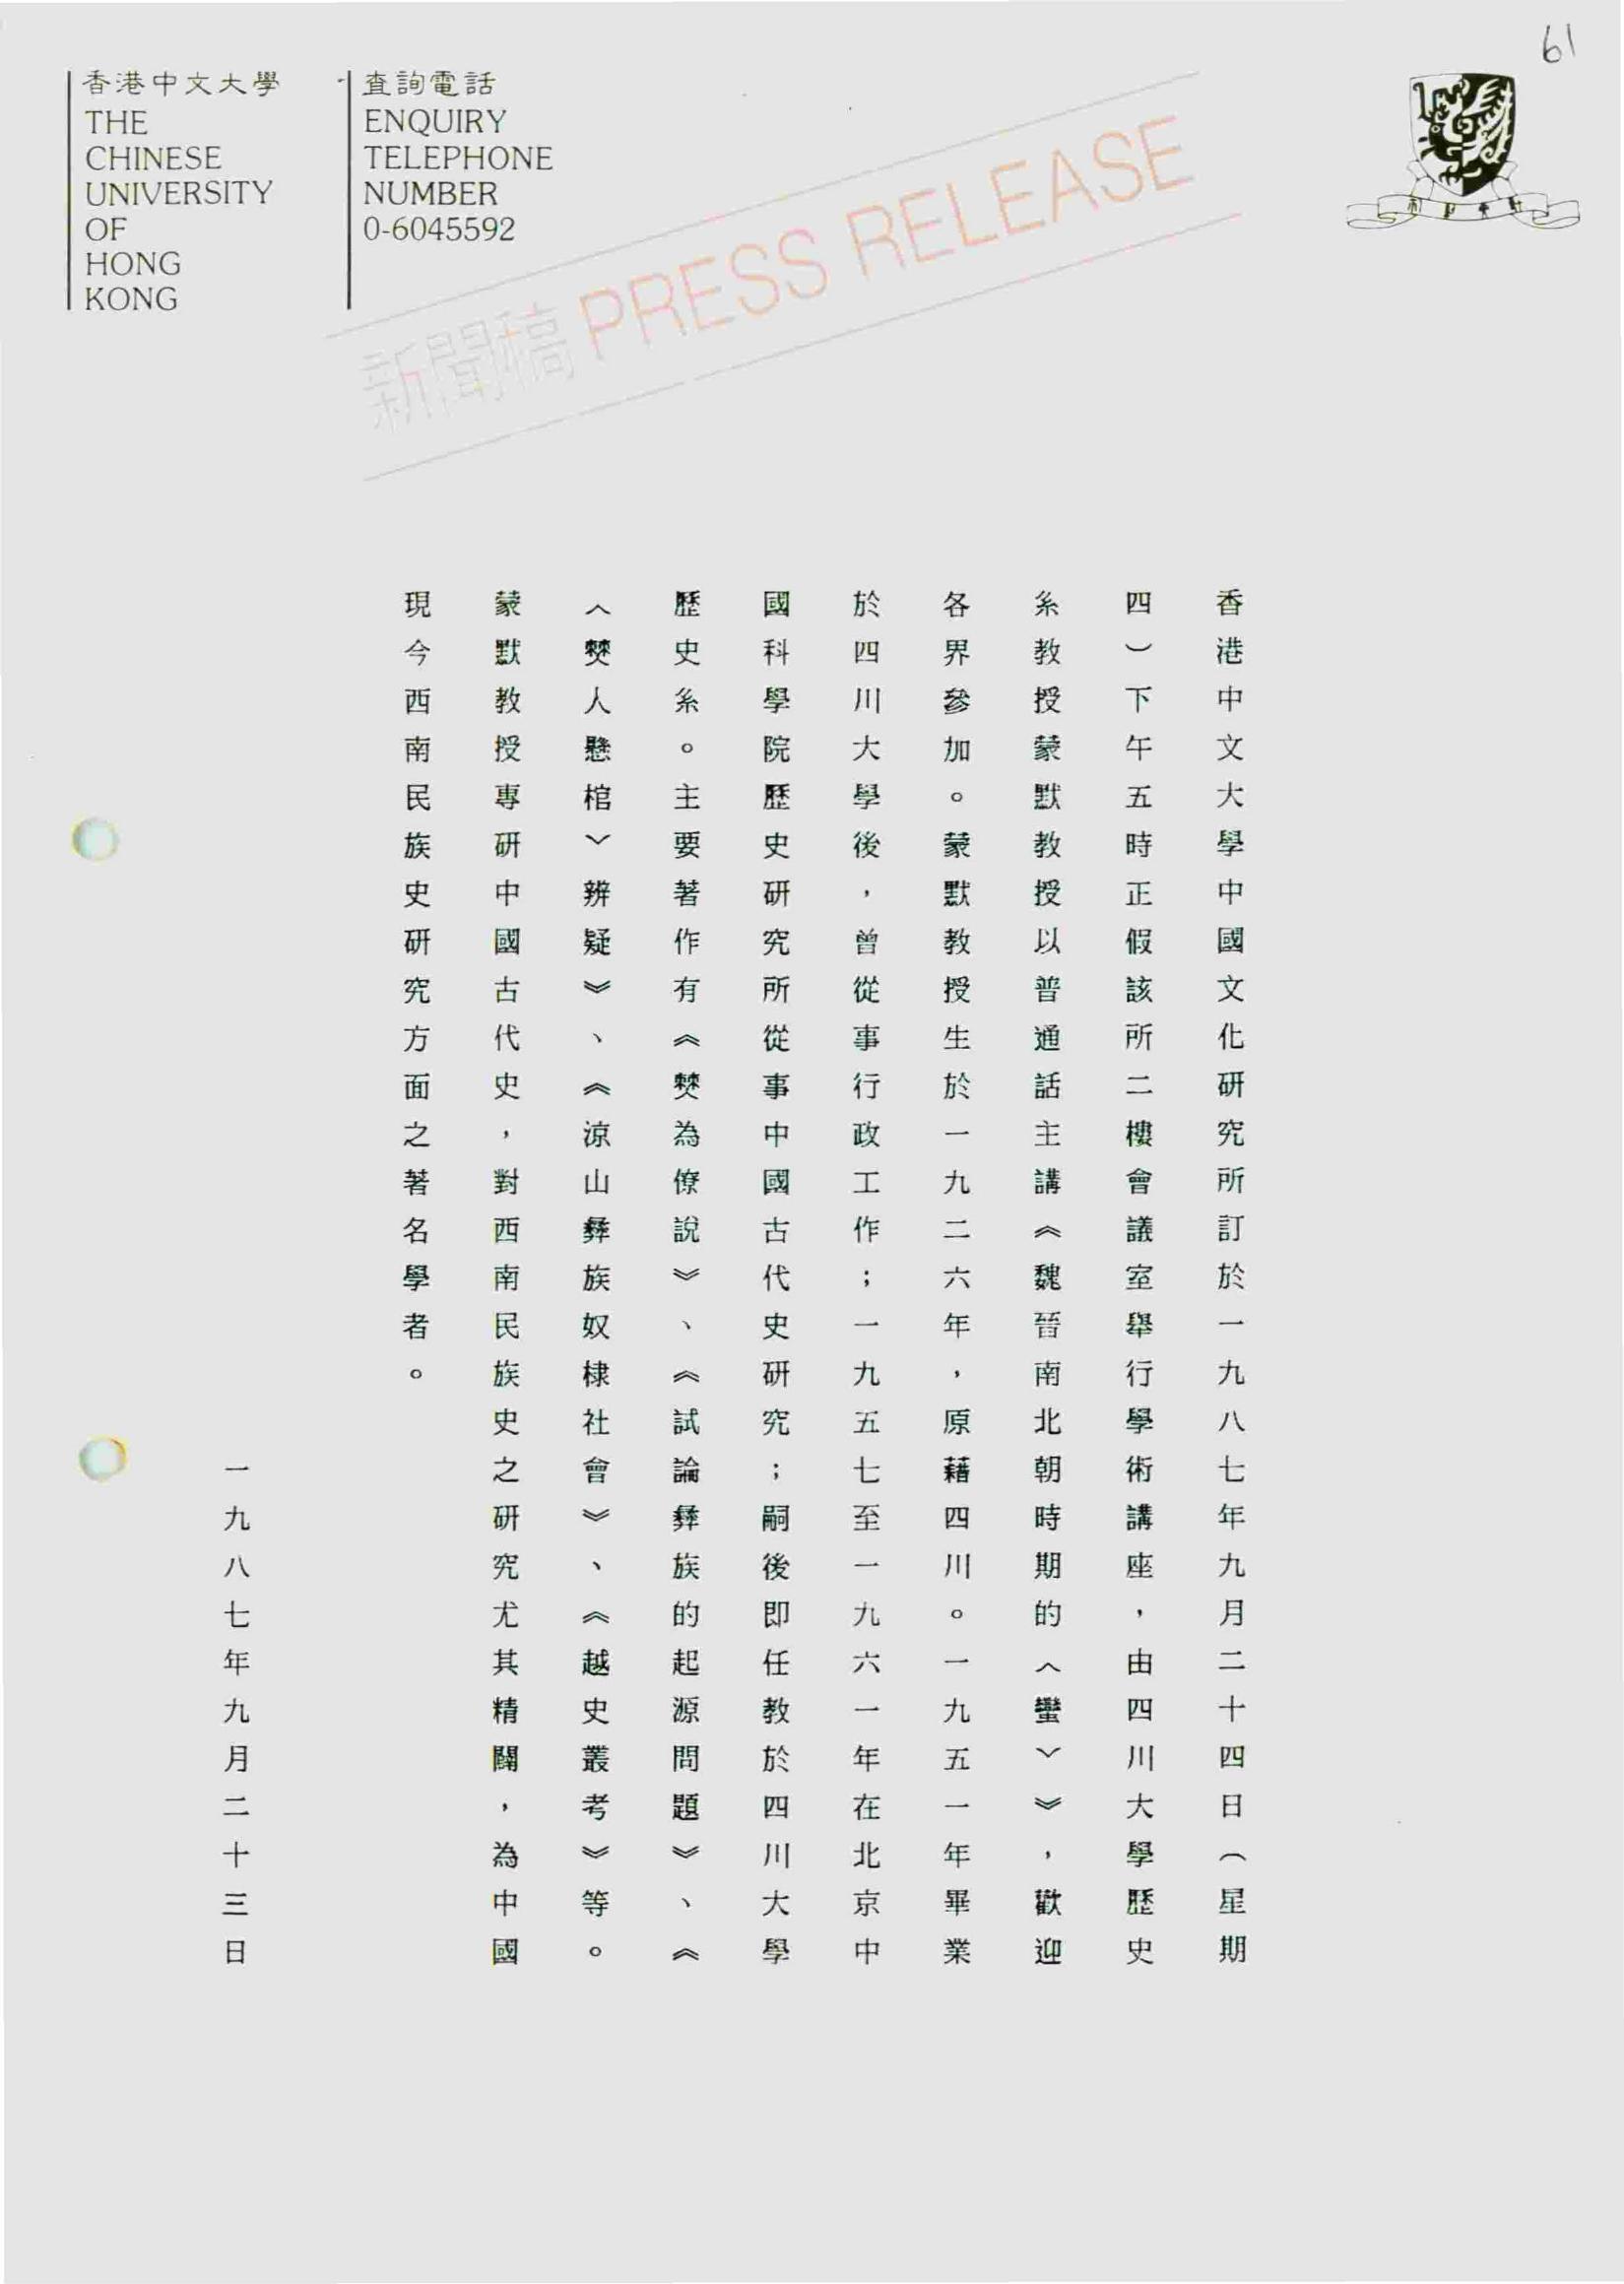 61
香港中文大學
THE
CHINESE
UNIVERSITY
OF
HONG
KONG
查詢電話
ENQUIRY
TELEPHONE
NUMBER
0-6045592
新聞稿 PRESS RELEASE
香港中文大學中國文化研究所訂於一九八七年九月二十四日（星期
四）下午五時正假該所二樓會議室舉行學術講座，由四川大學歷史
系教授蒙默教授以普通話主講《魏晉南北朝時期的〈蠻〉》，歡迎
各界參加。蒙默教授生於一九二六年，原藉四川。一九五一年畢業
於四川大學後，曾從事行政工作；一九五七至一九六一年在北京中
國科學院歷史研究所從事中國古代史研究；嗣後即任教於四川大學
歷史系。主要著作有《僰為僚說》、《試論彝族的起源問題》、《
〈僰人懸棺〉辨疑》、《涼山彝族奴棣社會》、《越史叢考》等。
蒙默教授專研中國古代史，對西南民族史之研究尤其精闢，為中國
現今西南民族史研究方面之著名學者。
一九八七年九月二十三日